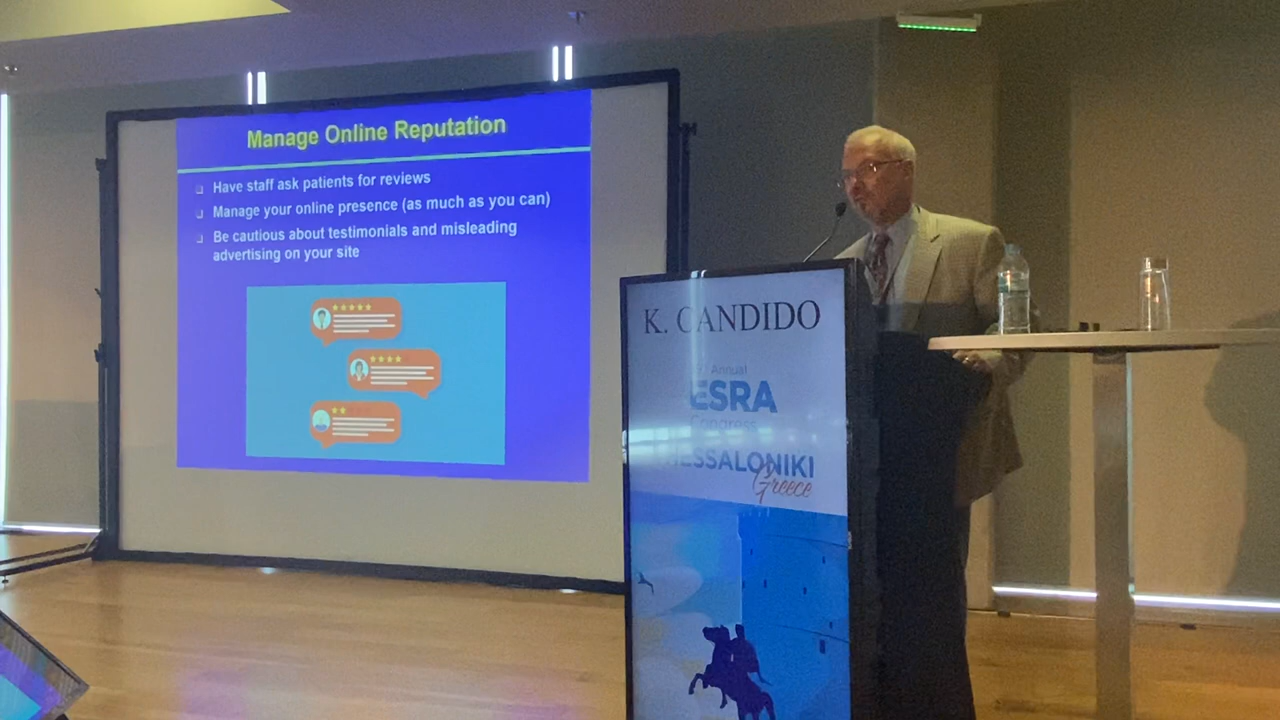 Manage Online Reputation
Have staff ask patients for reviews
Manage your online presence (as much as you can)
Be cautious about testimonials and misleading
advertising on your site
K. CANDIDO
Annual
ESRA
Congress
THESSALONIKI
Greece